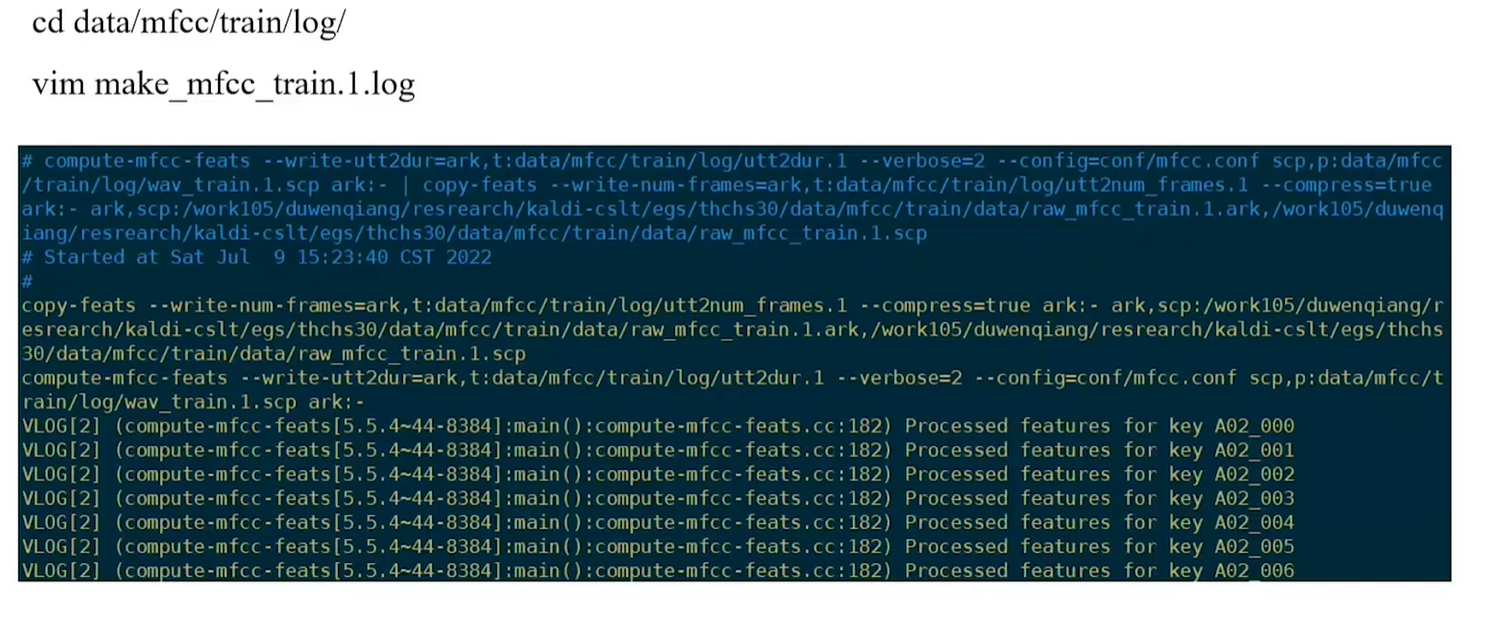 cd data/mfcc/train/log/
vim make_mfcc_train.1.log
# compute-mfcc-feats --write-utt2dur=ark,t:data/mfcc/train/log/utt2dur.1 --verbose=2 --config=conf/mfcc.conf scp,p:data/mfcc
/train/log/wav_train.1.scp ark:- | copy-feats --write-num-frames=ark,t:data/mfcc/train/log/utt2num_frames.1 --compress=true
ark:- ark,scp:/work105/duwenqiang/resrearch/kaldi-cslt/egs/thchs30/data/mfcc/train/data/raw_mfcc_train.1.ark,/work105/duwenq
iang/resrearch/kaldi-cslt/egs/thchs30/data/mfcc/train/data/raw_mfcc_train.1.scp
# Started at Sat Jul  9 15:23:40 CST 2022
#
copy-feats --write-num-frames=ark,t:data/mfcc/train/log/utt2num_frames.1 --compress=true ark:- ark,scp:/work105/duwenqiang/r
esrearch/kaldi-cslt/egs/thchs30/data/mfcc/train/data/raw_mfcc_train.1.ark,/work105/duwenqiang/resrearch/kaldi-cslt/egs/thchs
30/data/mfcc/train/data/raw_mfcc_train.1.scp
compute-mfcc-feats --write-utt2dur=ark,t:data/mfcc/train/log/utt2dur.1 --verbose=2 --config=conf/mfcc.conf scp,p:data/mfcc/t
rain/log/wav_train.1.scp ark:-
VLOG[2] (compute-mfcc-feats[5.5.4~44-8384]:main():compute-mfcc-feats.cc:182) Processed features for key A02_000
VLOG[2] (compute-mfcc-feats[5.5.4~44-8384]:main():compute-mfcc-feats.cc:182) Processed features for key A02_001
VLOG[2] (compute-mfcc-feats[5.5.4~44-8384]:main():compute-mfcc-feats.cc:182) Processed features for key A02_002
VLOG[2] (compute-mfcc-feats[5.5.4~44-8384]:main():compute-mfcc-feats.cc:182) Processed features for key A02_003
VLOG[2] (compute-mfcc-feats[5.5.4~44-8384]:main():compute-mfcc-feats.cc:182) Processed features for key A02_004
VLOG[2] (compute-mfcc-feats[5.5.4~44-8384]:main():compute-mfcc-feats.cc:182) Processed features for key A02_005
VLOG[2] (compute-mfcc-feats[5.5.4~44-8384]:main():compute-mfcc-feats.cc:182) Processed features for key A02_006